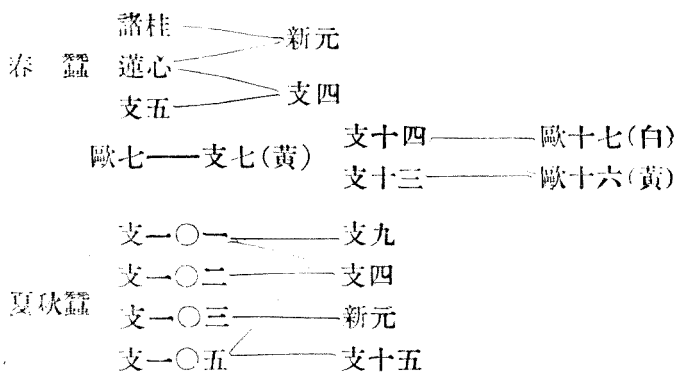 諸桂 新元
春 蠶 蓮心
支四
支五
支十四 歐十七(白)
歐七 支七(黃)
支十三 歐十六(黃)
支一〇一 支九
支一〇二 支四
夏秋蠶
支一〇三 新元
支一〇五 支十五